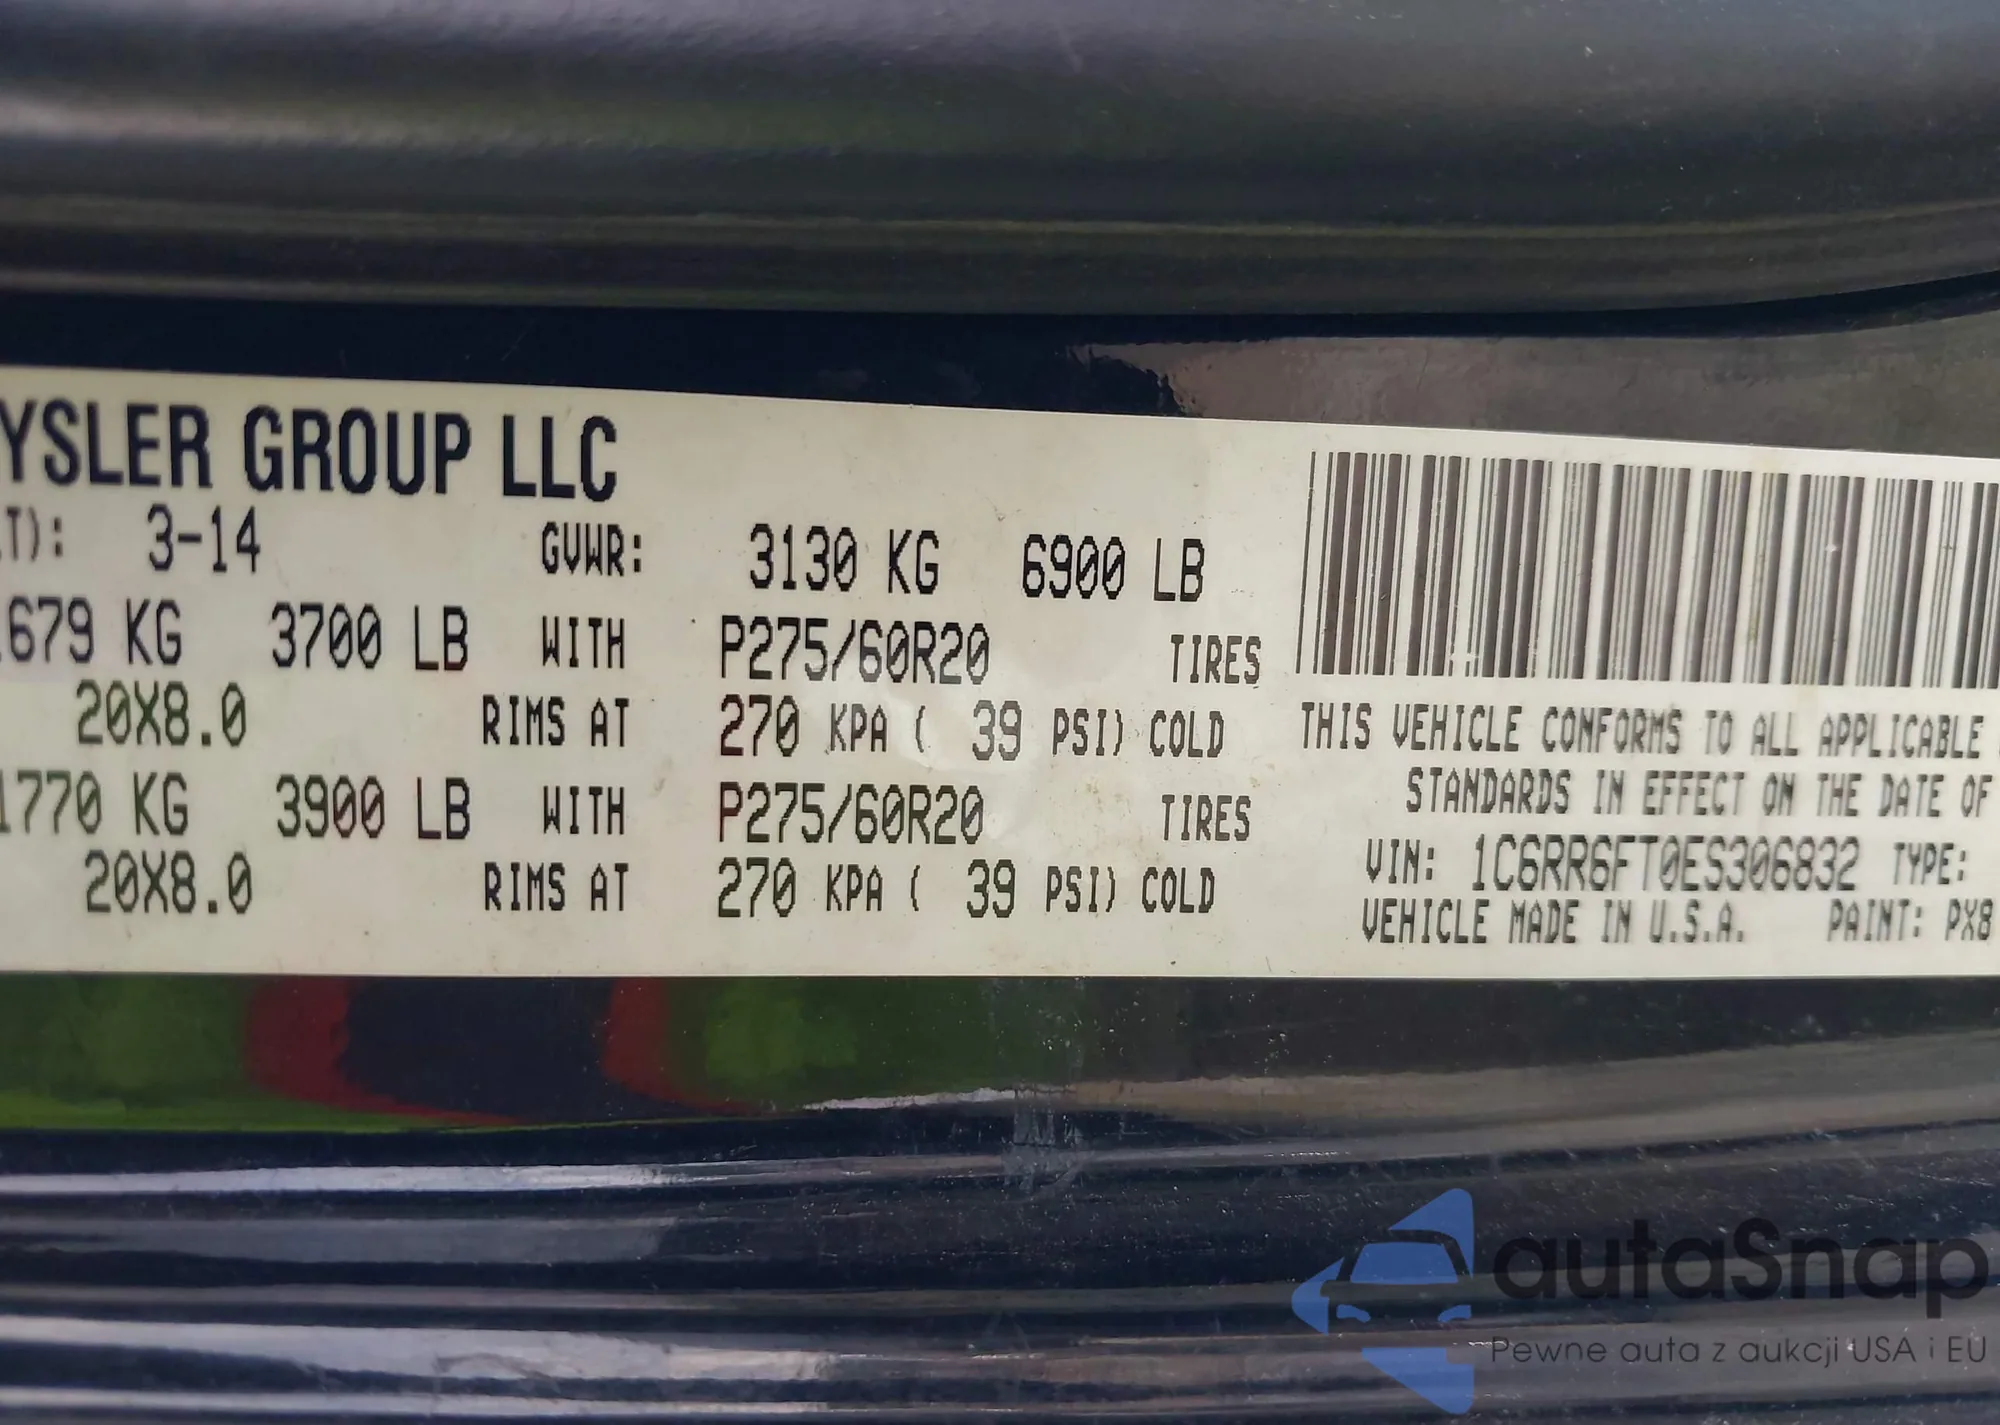 YSLER GROUP LLC
T): 3-14 GVWR: 3130 KG 6900 LB
679 KG 3700 LB WITH P275/60R20 TIRES
20X8.0 RIMS AT 270 KPA ( 39 PSI) COLD
1770 KG 3900 LB WITH P275/60R20 TIRES
20X8.0 RIMS AT 270 KPA ( 39 PSI) COLD
THIS VEHICLE CONFORMS TO ALL APPLICABLE
STANDARDS IN EFFECT ON THE DATE OF
VIN: 1C6RR6FT0ES306832 TYPE:
VEHICLE MADE IN U.S.A. PAINT: PX8
autaSnap
Pewne auta z aukcji USA i EU